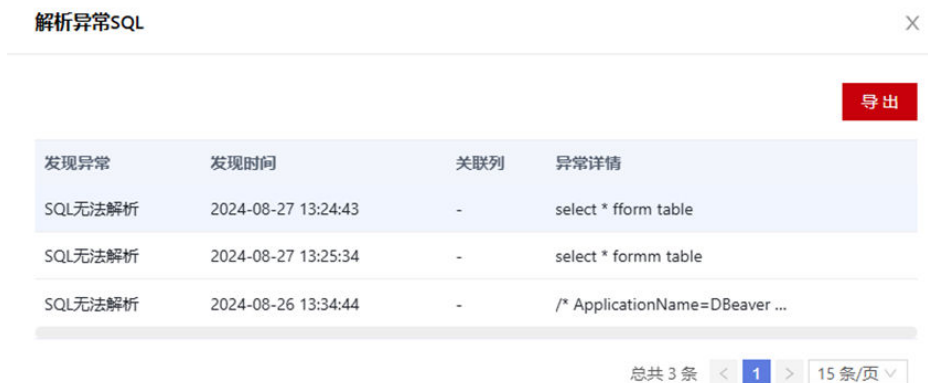 解析异常SQL
导出
发现异常 发现时间 关联列 异常详情
SQL无法解析 2024-08-27 13:24:43 - select * fform table
SQL无法解析 2024-08-27 13:25:34 - select * formm table
SQL无法解析 2024-08-26 13:34:44 - /* ApplicationName=DBeaver ...
总共 3 条 < 1 > 15 条/页